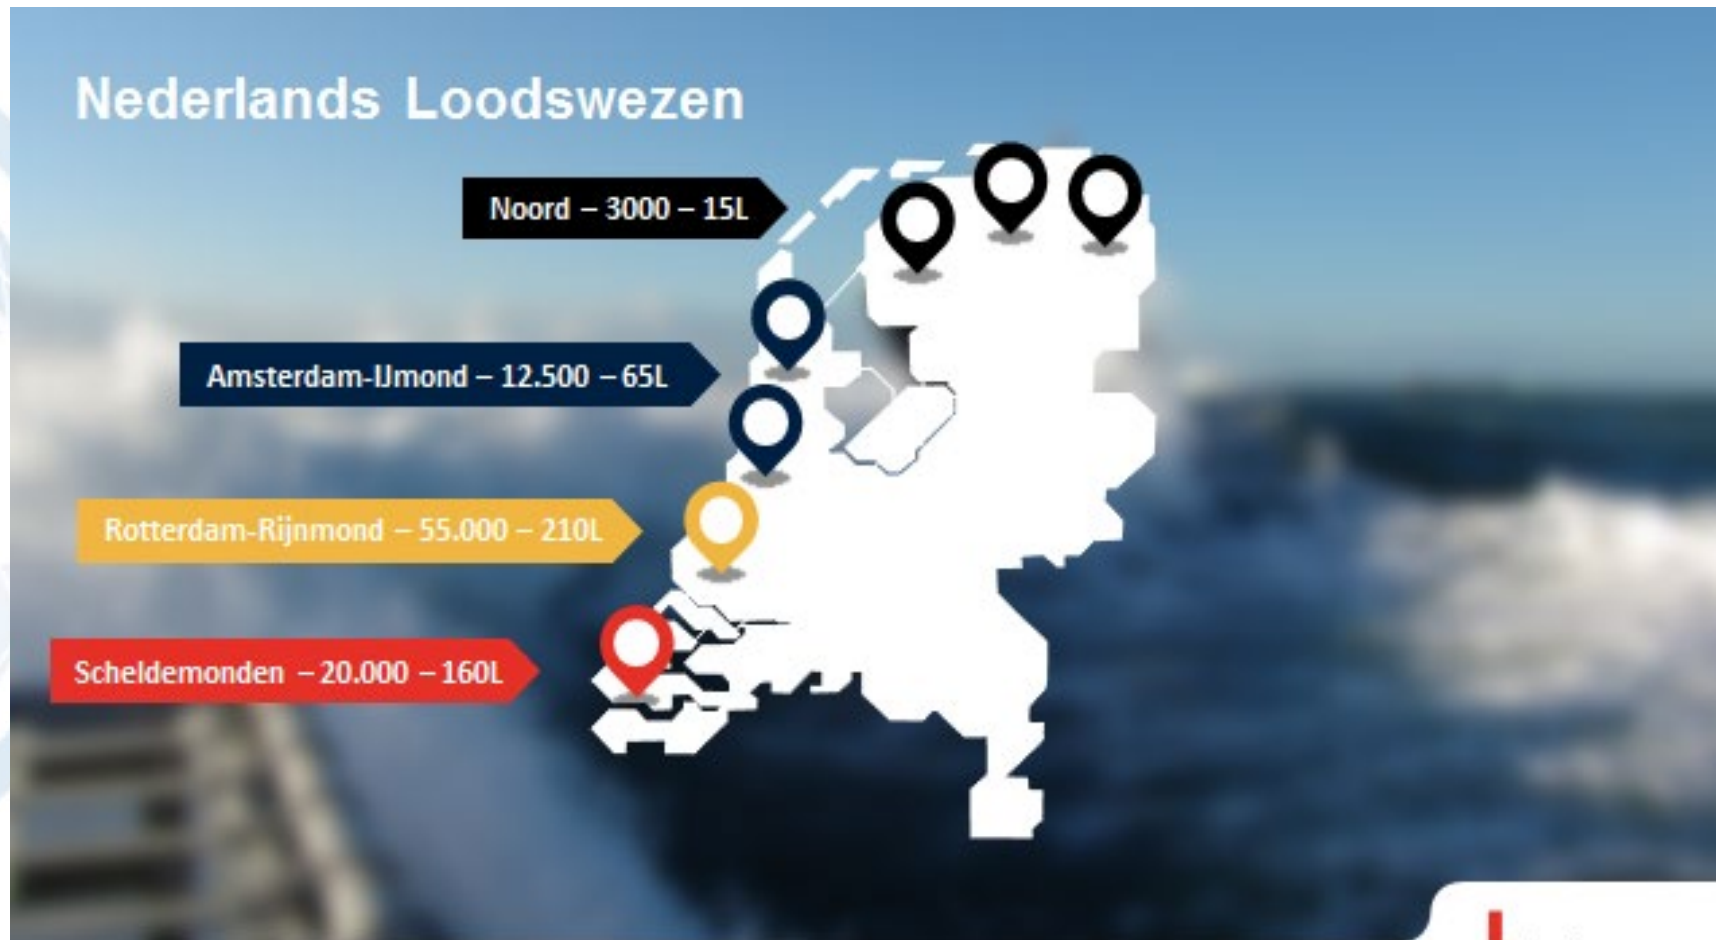 Nederlands Loodswezen
Noord – 3000 – 15L
Amsterdam-IJmond – 12.500 – 65L
Rotterdam-Rijnmond – 55.000 – 210L
Scheldemonden – 20.000 – 160L